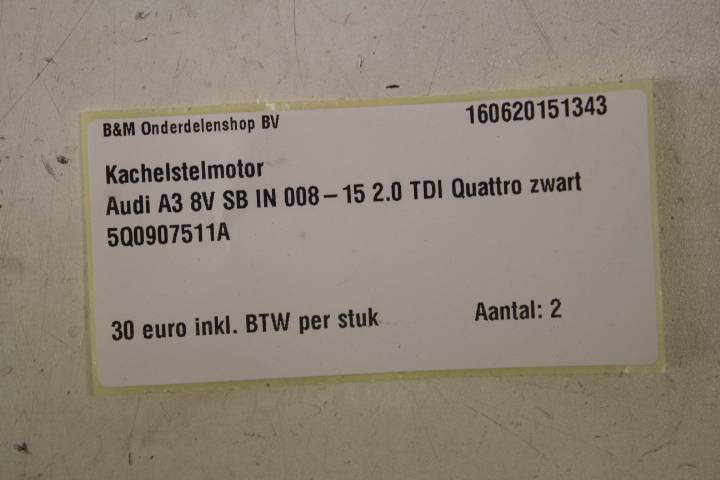 B&M Onderdelenshop BV 160620151343
Kachelstelmotor
Audi A3 8V SB IN 008-15 2.0 TDI Quattro zwart
5Q0907511A
30 euro inkl. BTW per stuk Aantal: 2